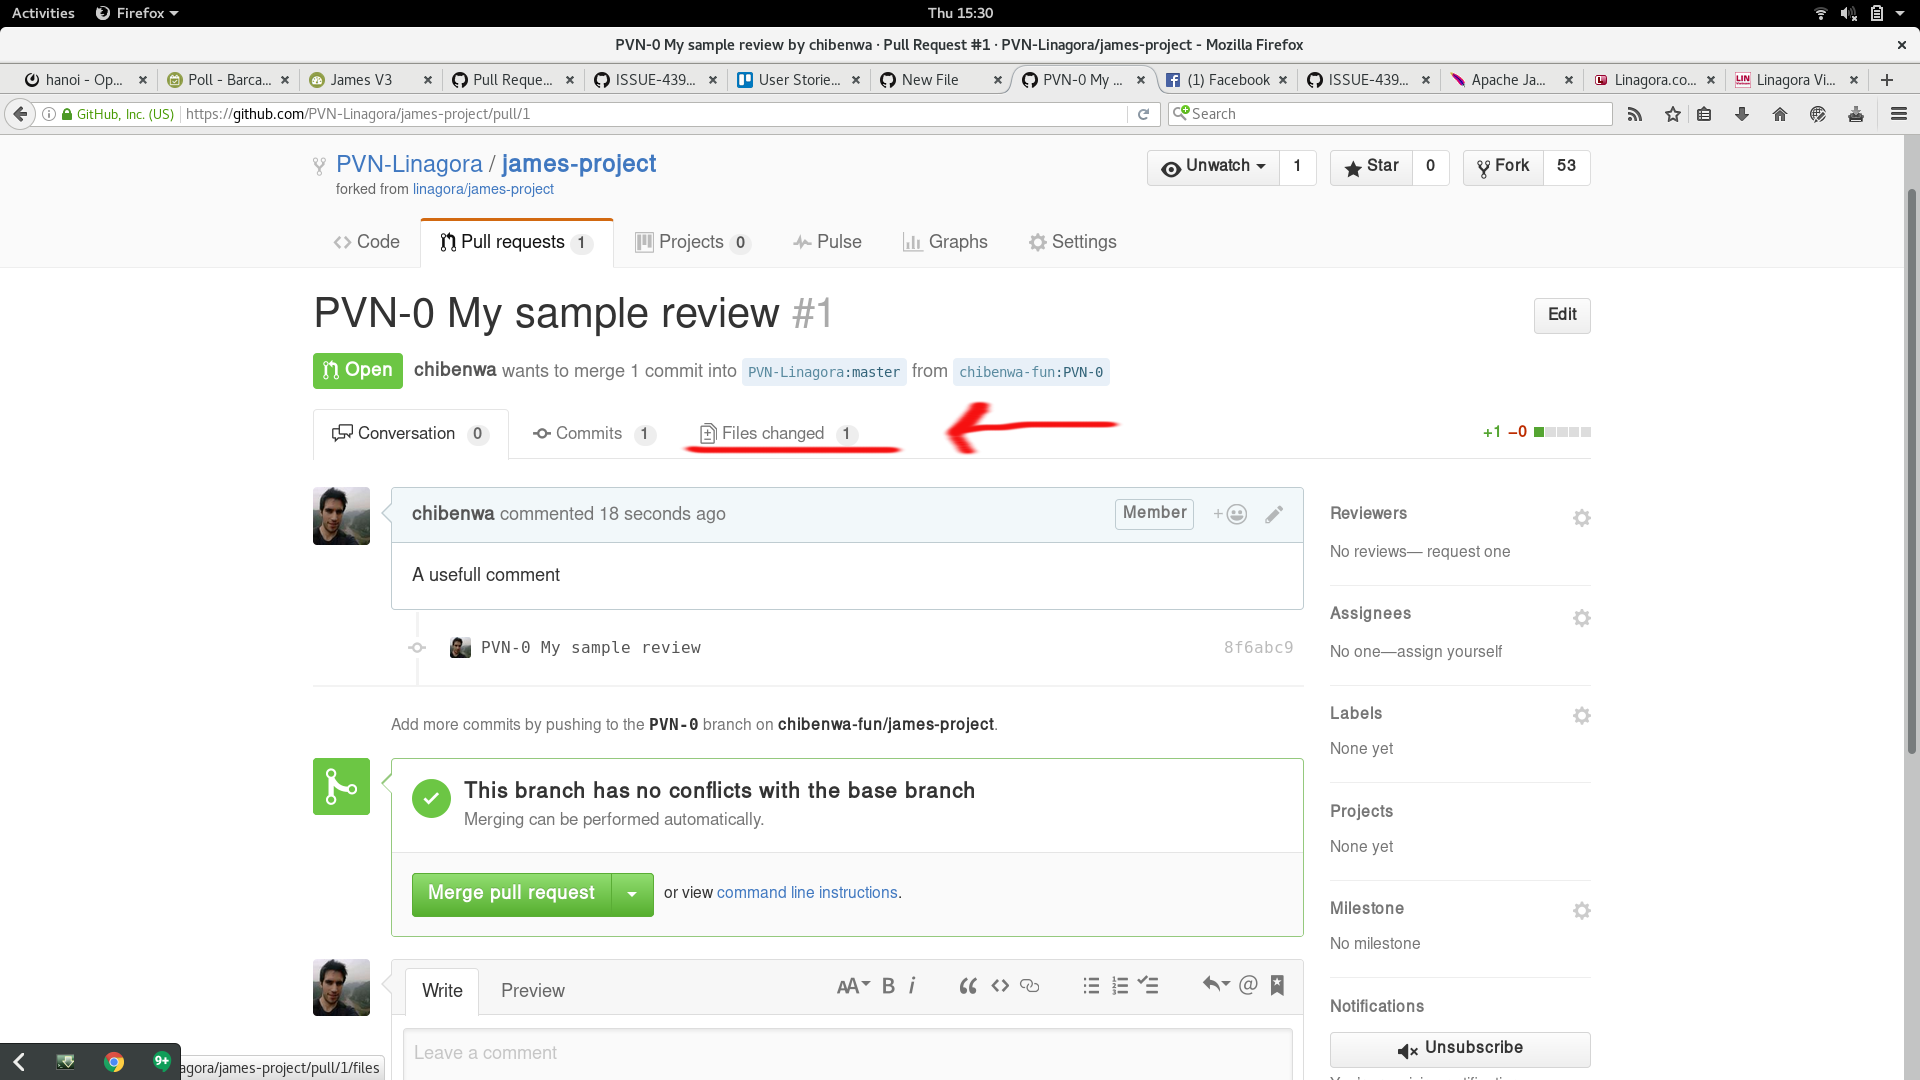 Activities Firefox Thu 15:30
PVN-0 My sample review by chibenwa · Pull Request #1 · PVN-Linagora/james-project - Mozilla Firefox
hanoi - Op... Poll - Barca... James V3 Pull Reque... ISSUE-439... User Storie... New File PVN-0 My ... (1) Facebook ISSUE-439... Apache Ja... Linagora.co... Linagora Vi...
GitHub, Inc. (US) https://github.com/PVN-Linagora/james-project/pull/1 Search
PVN-Linagora / james-project Unwatch 1 Star 0 Fork 53
forked from linagora/james-project
Code Pull requests 1 Projects 0 Pulse Graphs Settings
PVN-0 My sample review #1 Edit
Open chibenwa wants to merge 1 commit into PVN-Linagora:master from chibenwa-fun:PVN-0
Conversation 0 Commits 1 Files changed 1 +1 −0
chibenwa commented 18 seconds ago Member
A usefull comment
PVN-0 My sample review 8f6abc9
Add more commits by pushing to the PVN-0 branch on chibenwa-fun/james-project.
This branch has no conflicts with the base branch
Merging can be performed automatically.
Merge pull request or view command line instructions.
Write Preview
Leave a comment
Reviewers
No reviews— request one
Assignees
No one—assign yourself
Labels
None yet
Projects
None yet
Milestone
No milestone
Notifications
Unsubscribe
9+ agora/james-project/pull/1/files